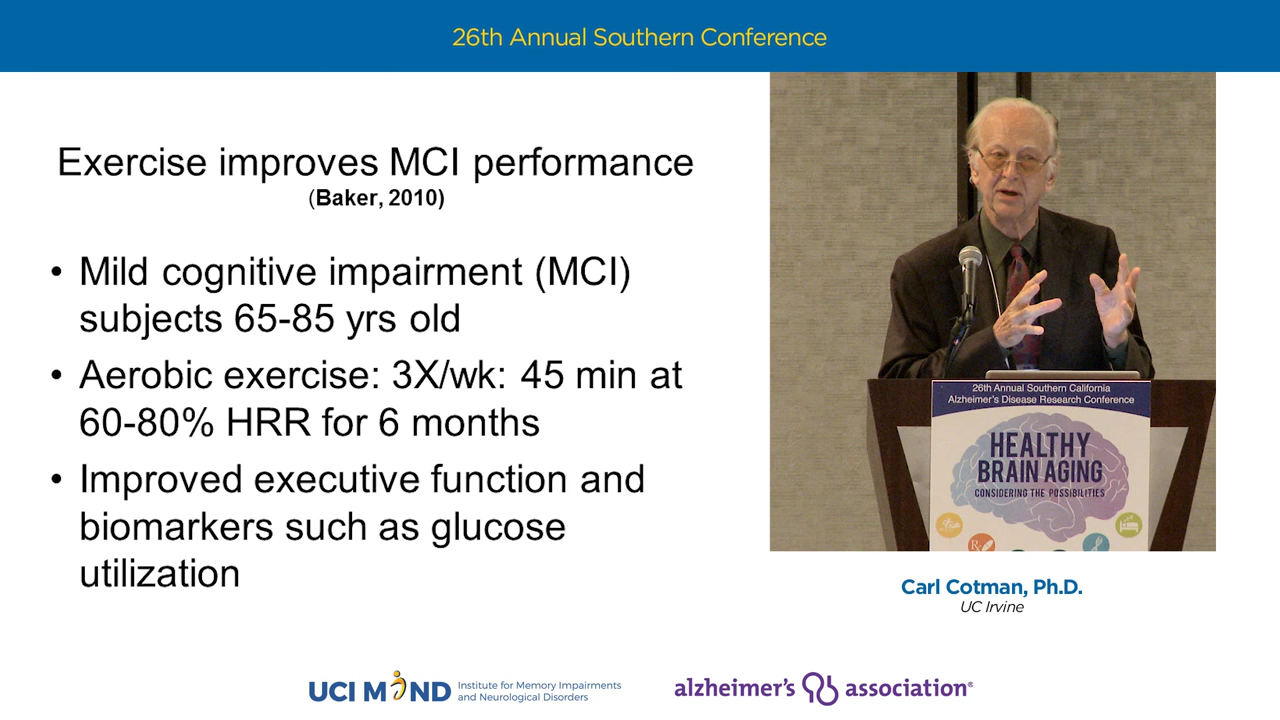 26th Annual Southern Conference
Exercise improves MCI performance
(Baker, 2010)
• Mild cognitive impairment (MCI)
subjects 65-85 yrs old
• Aerobic exercise: 3X/wk: 45 min at
60-80% HRR for 6 months
• Improved executive function and
biomarkers such as glucose
utilization
26th Annual Southern California
Alzheimer's Disease Research Conference
HEALTHY
BRAIN AGING
CONSIDERING THE POSSIBILITIES
Rx
Carl Cotman, Ph.D.
UC Irvine
UCI MIND
Institute for Memory Impairments
and Neurological Disorders
alzheimer's association®